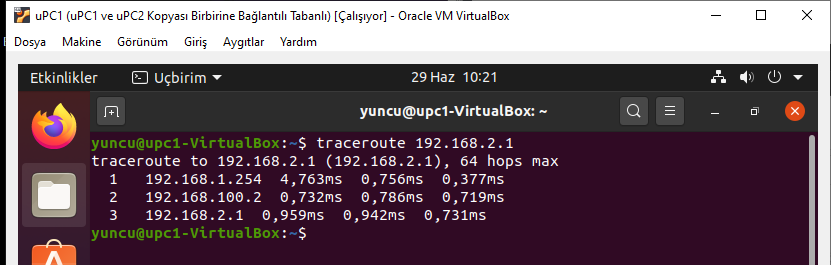 uPC1 (uPC1 ve uPC2 Kopyası Birbirine Bağlantılı Tabanlı) [Çalışıyor] - Oracle VM VirtualBox
Dosya Makine Görünüm Giriş Aygıtlar Yardım
Etkinlikler Uçbirim 29 Haz 10:21
yuncu@upc1-VirtualBox: ~
yuncu@upc1-VirtualBox:~$ traceroute 192.168.2.1
traceroute to 192.168.2.1 (192.168.2.1), 64 hops max
1 192.168.1.254 4,763ms 0,756ms 0,377ms
2 192.168.100.2 0,732ms 0,786ms 0,719ms
3 192.168.2.1 0,959ms 0,942ms 0,731ms
yuncu@upc1-VirtualBox:~$